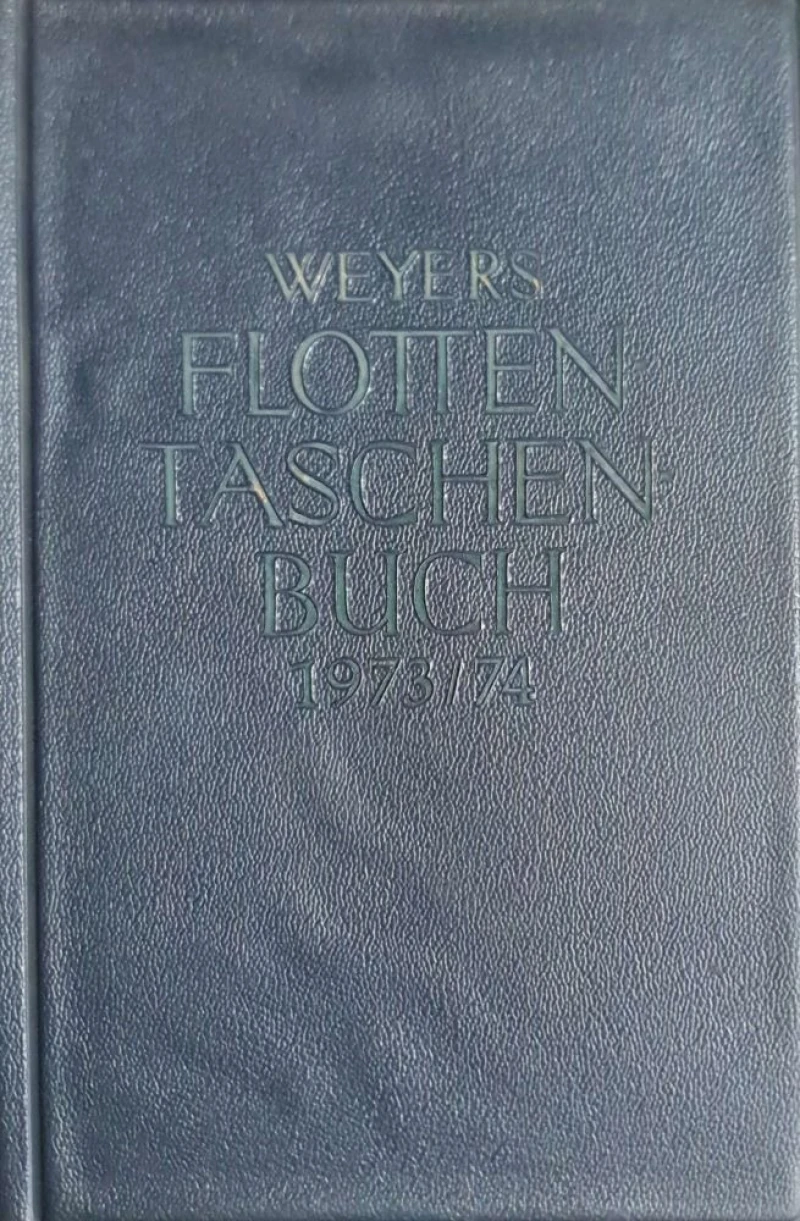 WEYERS
FLOTTEN
TASCHEN
BUCH
1973/74